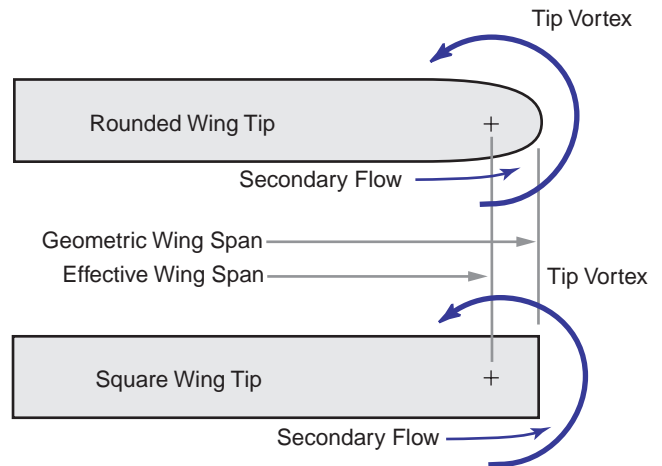 Tip Vortex
Rounded Wing Tip
Secondary Flow
Geometric Wing Span
Effective Wing Span
Tip Vortex
Square Wing Tip
Secondary Flow